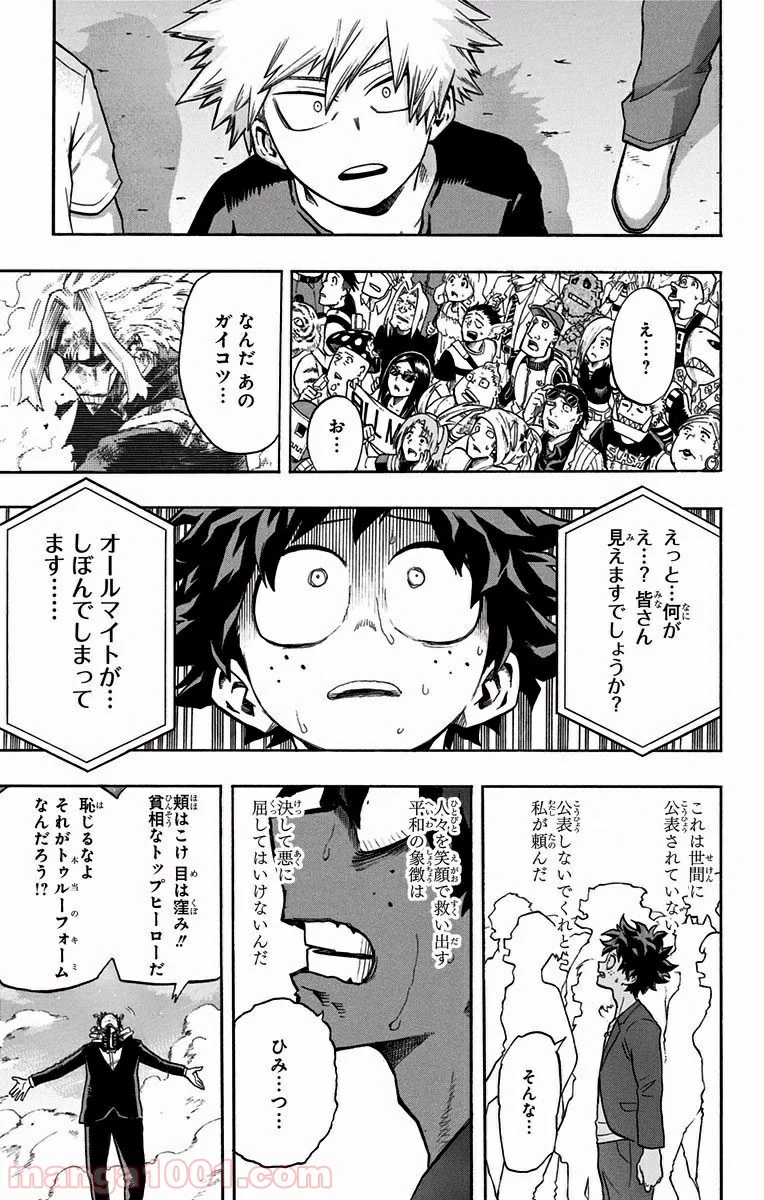 え…？
お…
なんだ あの
ガイコツ…
えっと…何が
え…？ 皆さん
見えますでしょうか？
オールマイトが…
しぼんでしまって
ます……
これは世間に
公表されていない
公表しないでくれと
私が頼んだ
そんな…
人々を笑顔で救い出す
平和の象徴は
決して悪に
屈してはいけないんだ
ひみ…つ…
頬はこけ 目は窪み!!
貧相なトップヒーローだ
恥じるなよ
それがトゥルーフォーム
本当のキミ
なんだろう!?
manga1001.com